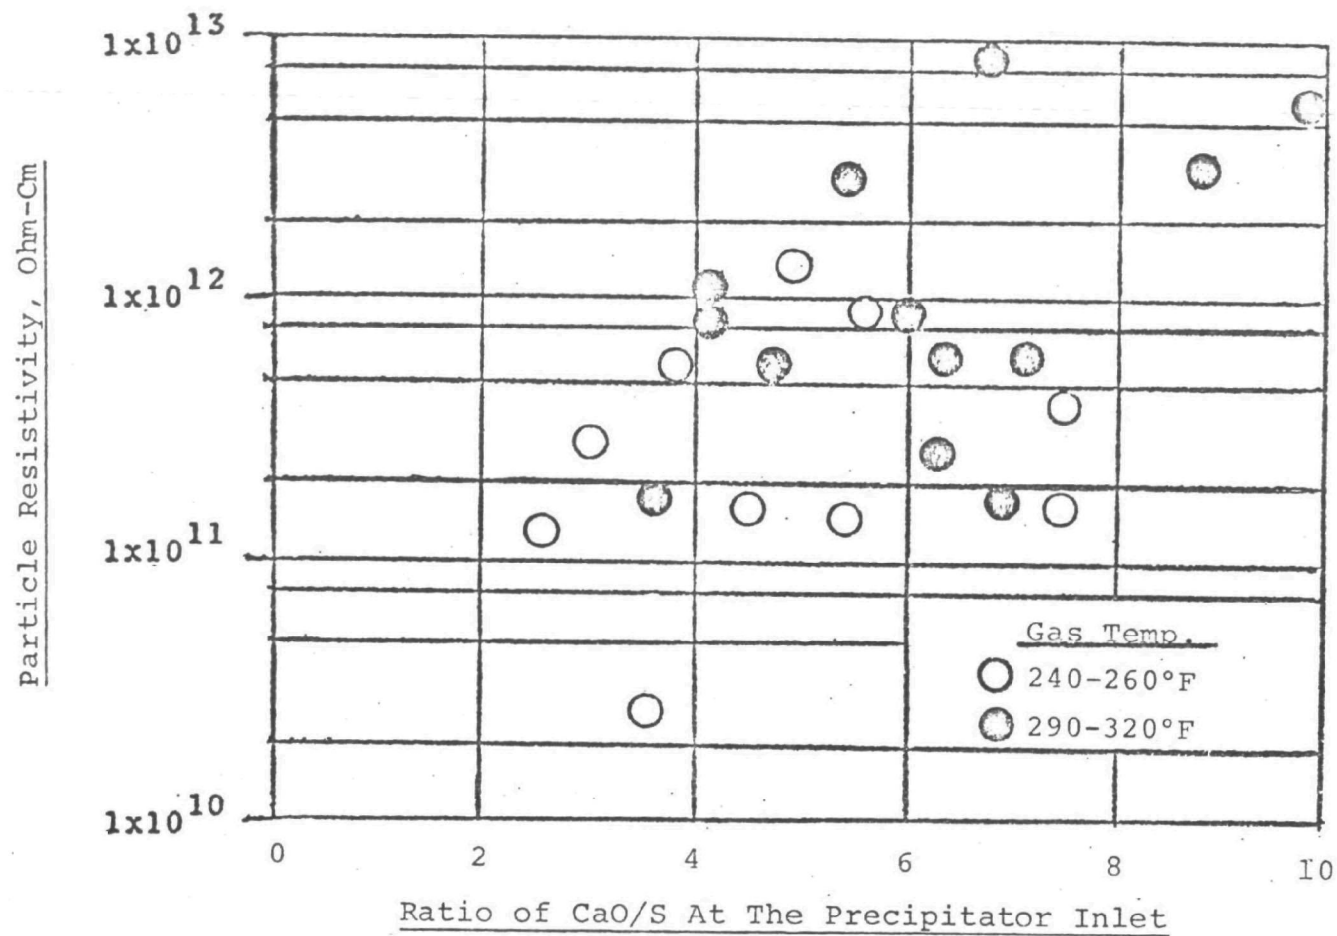 1x10^13
1x10^12
1x10^11
1x10^10
Particle Resistivity, Ohm-Cm
Gas Temp.
240-260°F
290-320°F
0 2 4 6 8 10
Ratio of CaO/S At The Precipitator Inlet